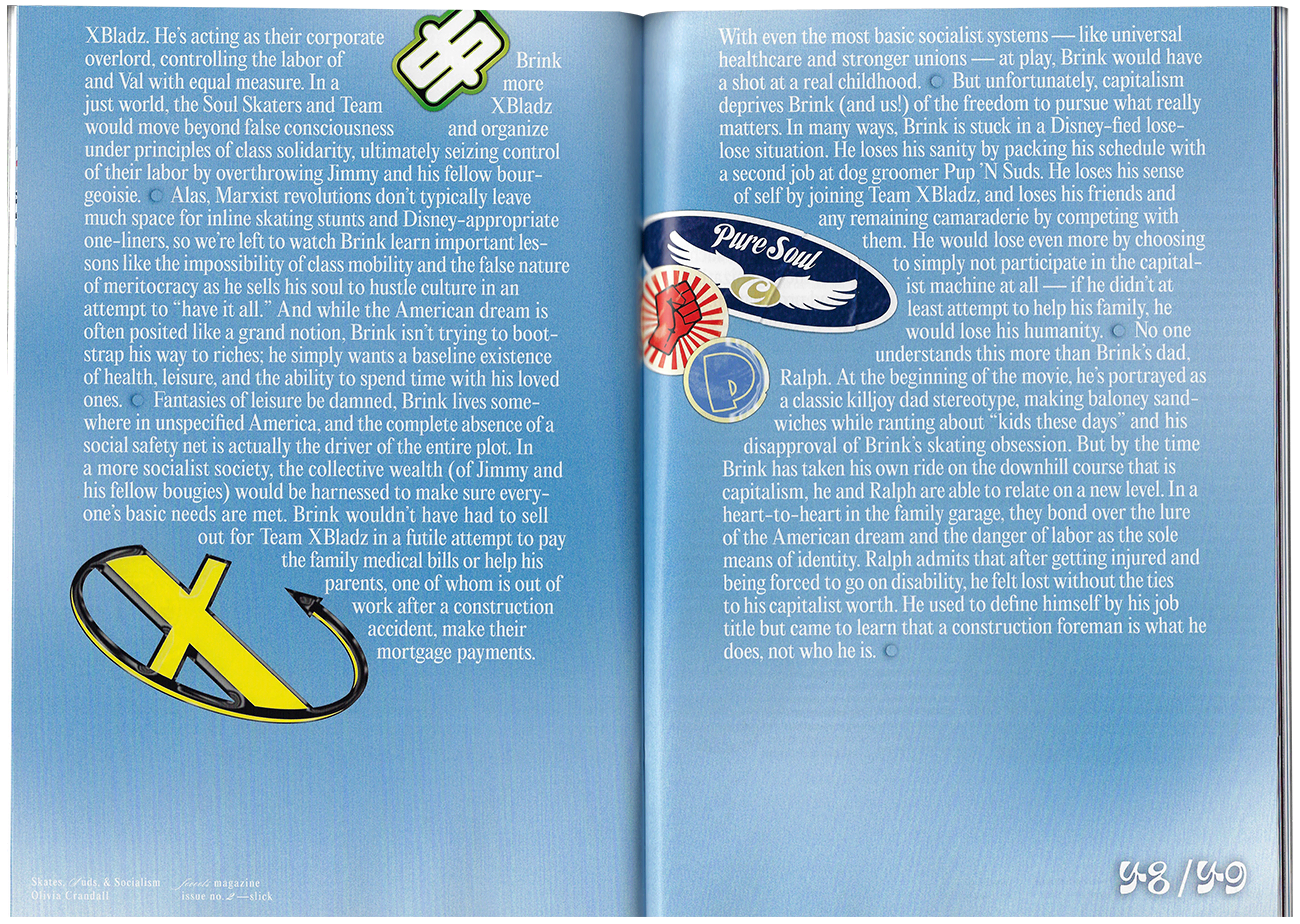 XBladz. He's acting as their corporate
overlord, controlling the labor of Brink
and Val with equal measure. In a more
just world, the Soul Skaters and Team XBladz
would move beyond false consciousness and organize
under principles of class solidarity, ultimately seizing control
of their labor by overthrowing Jimmy and his fellow bour-
geoisie. Alas, Marxist revolutions don't typically leave
much space for inline skating stunts and Disney-appropriate
one-liners, so we're left to watch Brink learn important les-
sons like the impossibility of class mobility and the false nature
of meritocracy as he sells his soul to hustle culture in an
attempt to “have it all.” And while the American dream is
often posited like a grand notion, Brink isn't trying to boot-
strap his way to riches; he simply wants a baseline existence
of health, leisure, and the ability to spend time with his loved
ones. Fantasies of leisure be damned, Brink lives some-
where in unspecified America, and the complete absence of a
social safety net is actually the driver of the entire plot. In
a more socialist society, the collective wealth (of Jimmy and
his fellow bougies) would be harnessed to make sure every-
one's basic needs are met. Brink wouldn't have had to sell
out for Team XBladz in a futile attempt to pay
the family medical bills or help his
parents, one of whom is out of
work after a construction
accident, make their
mortgage payments.
X
Skates, Suds, & Socialism
Olivia Crandall
magazine
issue no. 2—slick
With even the most basic socialist systems — like universal
healthcare and stronger unions — at play, Brink would have
a shot at a real childhood. But unfortunately, capitalism
deprives Brink (and us!) of the freedom to pursue what really
matters. In many ways, Brink is stuck in a Disney-fied lose-
lose situation. He loses his sanity by packing his schedule with
a second job at dog groomer Pup 'N Suds. He loses his sense
of self by joining Team XBladz, and loses his friends and
any remaining camaraderie by competing with
them. He would lose even more by choosing
to simply not participate in the capital-
ist machine at all — if he didn't at
least attempt to help his family, he
would lose his humanity. No one
understands this more than Brink's dad,
Ralph. At the beginning of the movie, he's portrayed as
a classic killjoy dad stereotype, making baloney sand-
wiches while ranting about “kids these days” and his
disapproval of Brink's skating obsession. But by the time
Brink has taken his own ride on the downhill course that is
capitalism, he and Ralph are able to relate on a new level. In a
heart-to-heart in the family garage, they bond over the lure
of the American dream and the danger of labor as the sole
means of identity. Ralph admits that after getting injured and
being forced to go on disability, he felt lost without the ties
to his capitalist worth. He used to define himself by his job
title but came to learn that a construction foreman is what he
does, not who he is.
Pure Soul
P
48/49